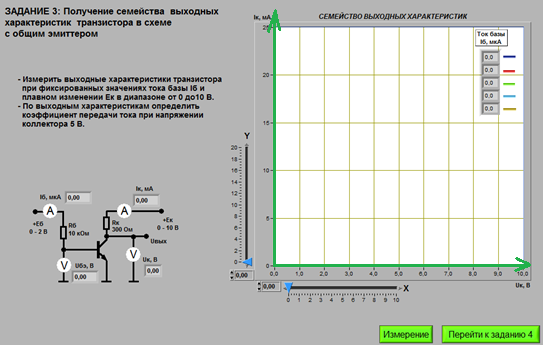 ЗАДАНИЕ 3: Получение семейства выходных
характеристик транзистора в схеме
с общим эмиттером
- Измерить выходные характеристики транзистора
при фиксированных значениях тока базы Iб и
плавном изменении Ек в диапазоне от 0 до10 В.
- По выходным характеристикам определить
коэффициент передачи тока при напряжении
коллектора 5 В.
Iб, мкА 0,00
Iк, мА
0,00
A
A
+Eб
0 - 2 В
Rб
10 кОм
Rк
300 Ом
+Ек
0 - 10 В
Uвых
V
V
Uбэ, В
0,00
Uк, В
0,00
Iк, мА
СЕМЕЙСТВО ВЫХОДНЫХ ХАРАКТЕРИСТИК
25
20
15
10
5
0
0,0 1,0 2,0 3,0 4,0 5,0 6,0 7,0 8,0 9,0 10,0
Uк, В
Ток базы
Iб, мкА
0,0
0,0
0,0
0,0
0,0
Y
20
18
16
14
12
10
8
6
4
2
0
0,00
0,00
X
0 1 2 3 4 5 6 7 8 9 10
Измерение
Перейти к заданию 4